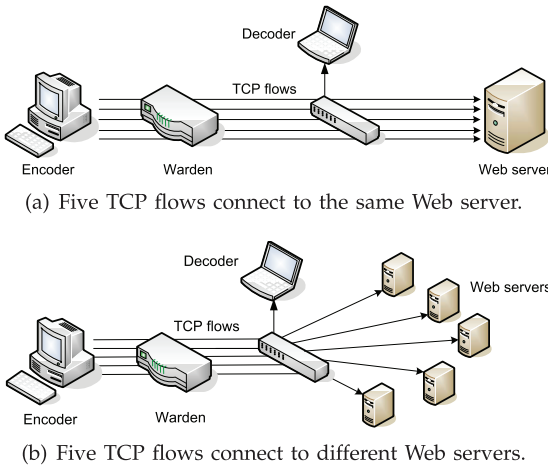 Decoder
TCP flows
Encoder
Warden
Web server
(a) Five TCP flows connect to the same Web server.
Decoder
Web servers
TCP flows
Encoder
Warden
(b) Five TCP flows connect to different Web servers.